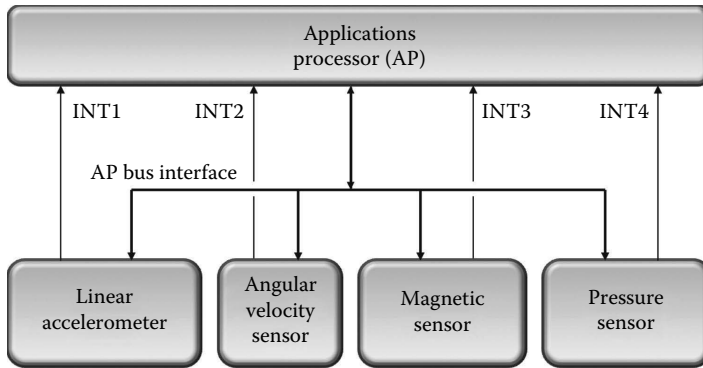 Applications
processor (AP)
INT1
INT2
INT3
INT4
AP bus interface
Linear
accelerometer
Angular
velocity
sensor
Magnetic
sensor
Pressure
sensor